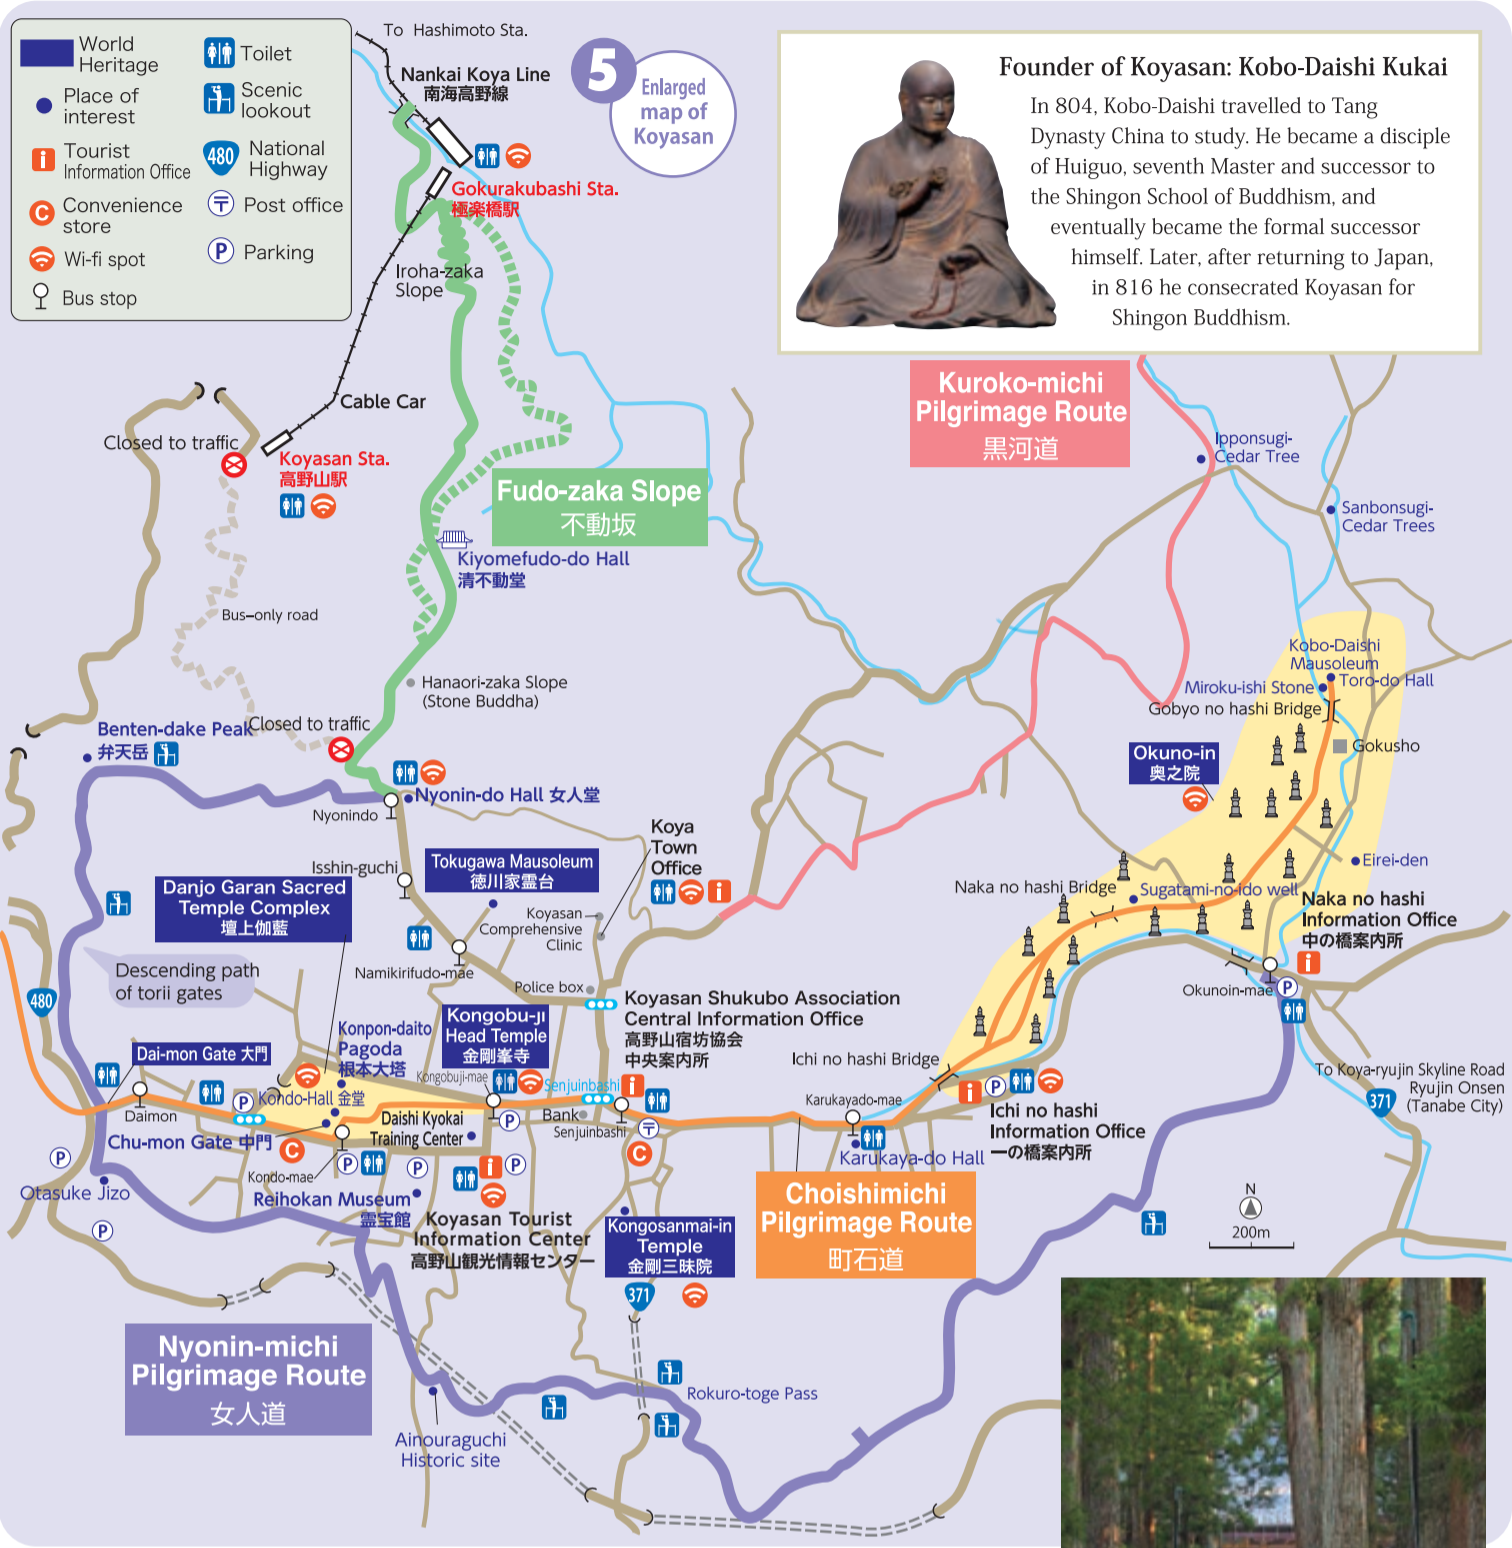 World
Heritage
Place of
interest
i
Tourist
Information Office
C
Convenience
store
Wi-fi spot
Bus stop
Toilet
Scenic
lookout
480
National
Highway
〒
Post office
P
Parking
To Hashimoto Sta.
Nankai Koya Line
南海高野線
5
Enlarged
map of
Koyasan
Founder of Koyasan: Kobo-Daishi Kukai
In 804, Kobo-Daishi travelled to Tang
Dynasty China to study. He became a disciple
of Huiguo, seventh Master and successor to
the Shingon School of Buddhism, and
eventually became the formal successor
himself. Later, after returning to Japan,
in 816 he consecrated Koyasan for
Shingon Buddhism.
Gokurakubashi Sta.
極楽橋駅
Iroha-zaka
Slope
Cable Car
Closed to traffic
Koyasan Sta.
高野山駅
Kuroko-michi
Pilgrimage Route
黒河道
Ipponsugi-
Cedar Tree
Sanbonsugi-
Cedar Trees
Fudo-zaka Slope
不動坂
Kiyomefudo-do Hall
清不動堂
Bus-only road
Hanaori-zaka Slope
(Stone Buddha)
Closed to traffic
Benten-dake Peak
弁天岳
Kobo-Daishi
Mausoleum
Toro-do Hall
Miroku-ishi Stone
Gobyo no hashi Bridge
Gokusho
Okuno-in
奥之院
Nyonin-do Hall 女人堂
Nyonindo
Isshin-guchi
Tokugawa Mausoleum
徳川家霊台
Koya
Town
Office
i
Koyasan
Comprehensive
Clinic
Eirei-den
Naka no hashi Bridge
Sugatami-no-ido well
Naka no hashi
Information Office
中の橋案内所
i
Danjo Garan Sacred
Temple Complex
壇上伽藍
Descending path
of torii gates
Namikirifudo-mae
Police box
Okunoin-mae
P
480
Konpon-daito
Pagoda
根本大塔
Kongobu-ji
Head Temple
金剛峯寺
Koyasan Shukubo Association
Central Information Office
高野山宿坊協会
中央案内所
Dai-mon Gate 大門
Kongobuji-mae
Senjuinbashi
i
Ichi no hashi Bridge
i
P
To Koya-ryujin Skyline Road
Ryujin Onsen
(Tanabe City)
371
Daimon
P
Kondo-Hall 金堂
Daishi Kyokai
Training Center
P
Bank
Senjuinbashi
〒
Karukayado-mae
Ichi no hashi
Information Office
一の橋案内所
Chu-mon Gate 中門
C
P
Kondo-mae
P
i
P
C
Karukaya-do Hall
P
Otasuke Jizo
P
Reihokan Museum
霊宝館
Koyasan Tourist
Information Center
高野山観光情報センター
Kongosanmai-in
Temple
金剛三昧院
371
Choishimichi
Pilgrimage Route
町石道
N
200m
Nyonin-michi
Pilgrimage Route
女人道
Rokuro-toge Pass
Ainouraguchi
Historic site